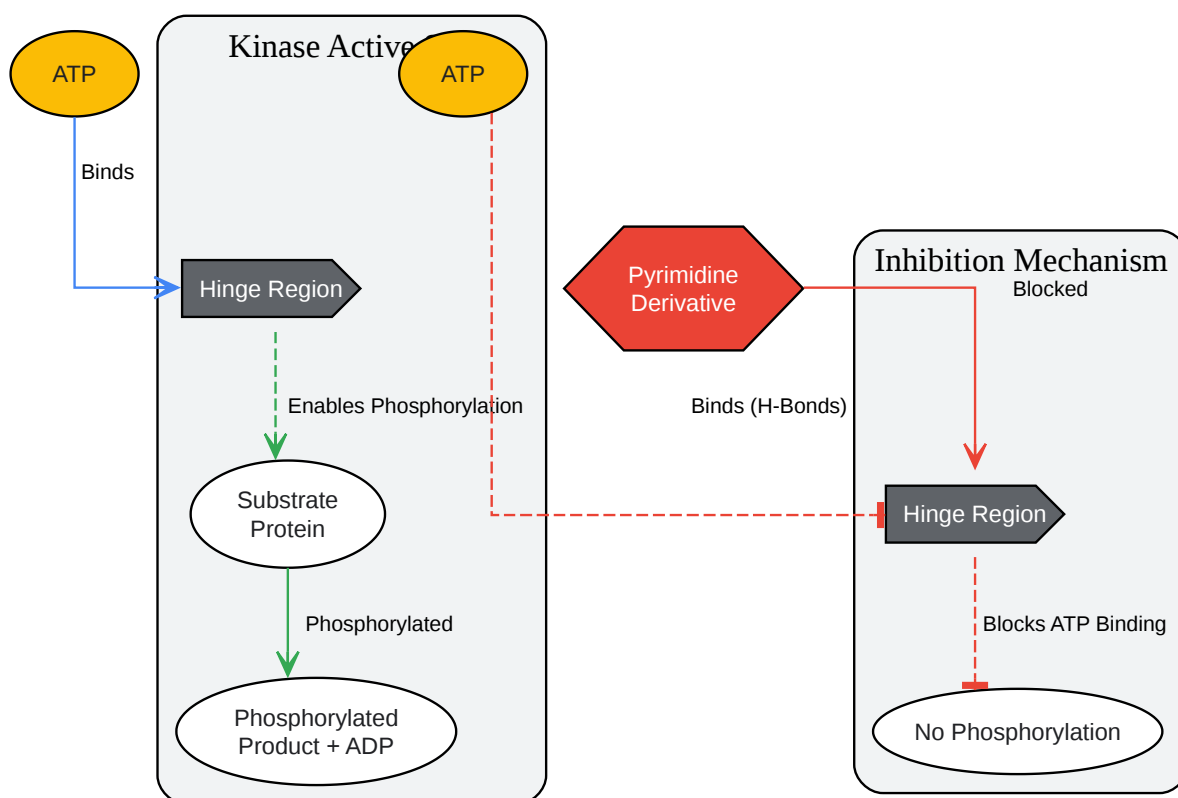 Kinase Active
ATP
ATP
Binds
Hinge Region
Enables Phosphorylation
Substrate
Protein
Phosphorylated
Phosphorylated
Product + ADP
Pyrimidine
Derivative
Binds (H-Bonds)
Inhibition Mechanism
Blocked
Hinge Region
Blocks ATP Binding
No Phosphorylation